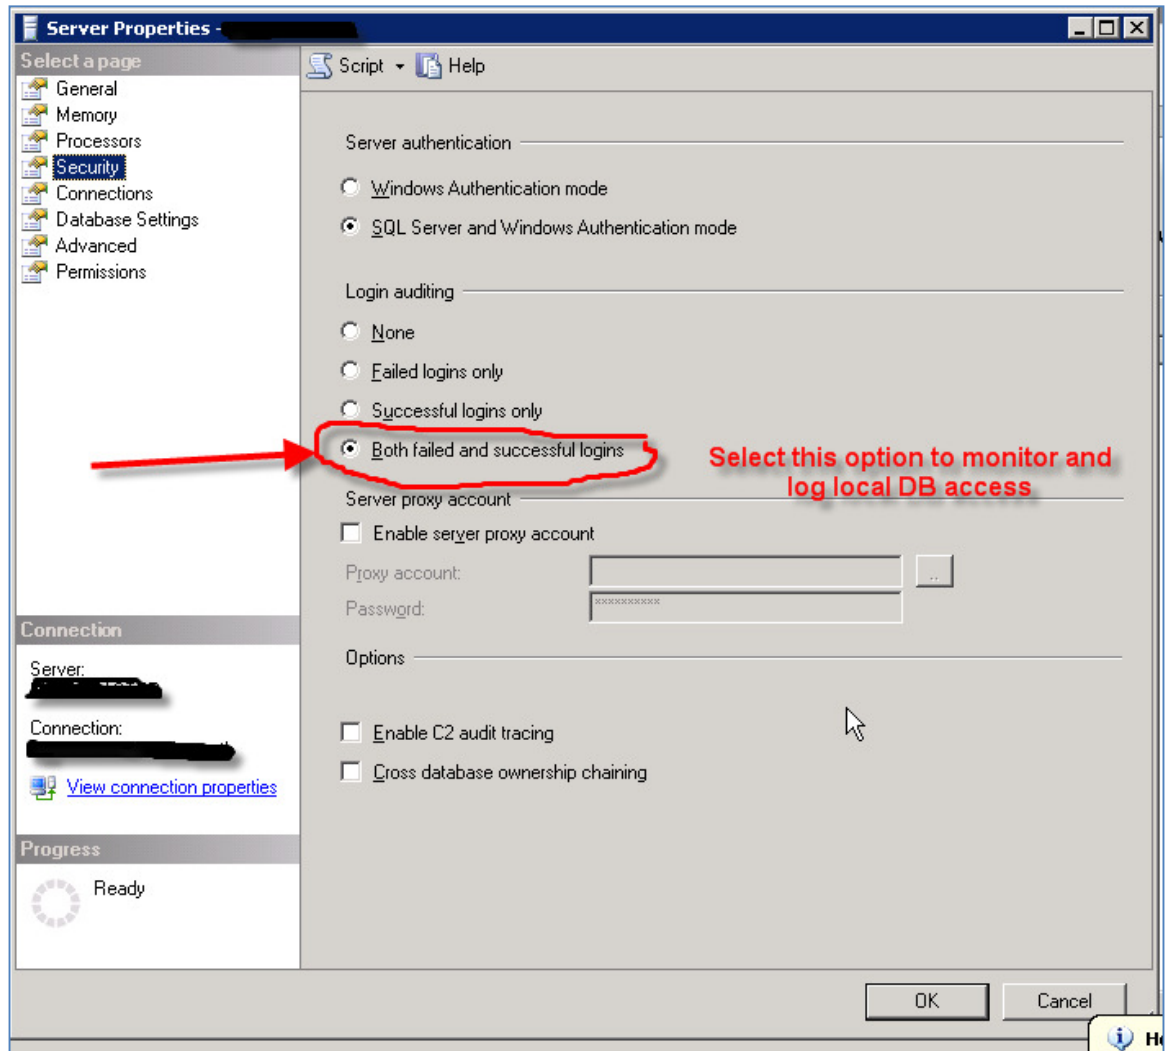 Server Properties -
Select a page
General
Memory
Processors
Security
Connections
Database Settings
Advanced
Permissions
Script
Help
Server authentication
Windows Authentication mode
SQL Server and Windows Authentication mode
Login auditing
None
Failed logins only
Successful logins only
Both failed and successful logins
Select this option to monitor and
log local DB access
Server proxy account
Enable server proxy account
Proxy account:
..
Password:
**********
Options
Enable C2 audit tracing
Cross database ownership chaining
Connection
Server:
Connection:
View connection properties
Progress
Ready
OK
Cancel